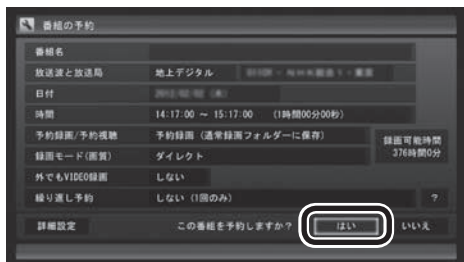 番組の予約
番組名
放送波と放送局 地上デジタル
日付
時間 14:17:00 ～ 15:17:00 (1時間00分00秒)
予約録画/予約視聴 予約録画 (通常録画フォルダーに保存)
録画可能時間
376時間0分
録画モード(画質) ダイレクト
外でもVIDEO録画 しない
繰り返し予約 しない (1回のみ) ?
詳細設定 この番組を予約しますか? はい いいえ